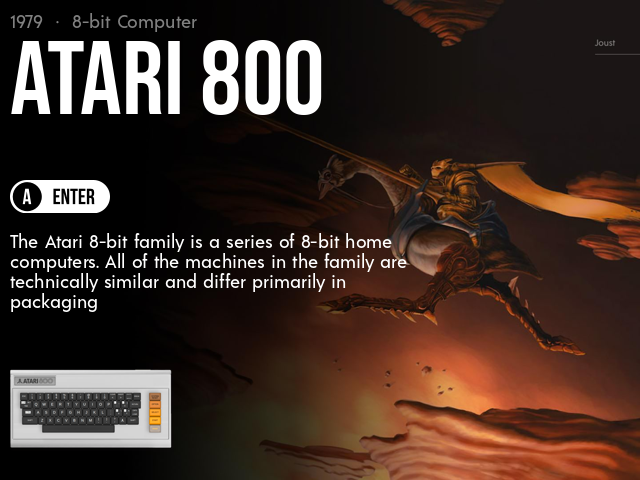 1979 · 8-bit Computer
ATARI 800
Joust
A ENTER
The Atari 8-bit family is a series of 8-bit home
computers. All of the machines in the family are
technically similar and differ primarily in
packaging
ATARI 800